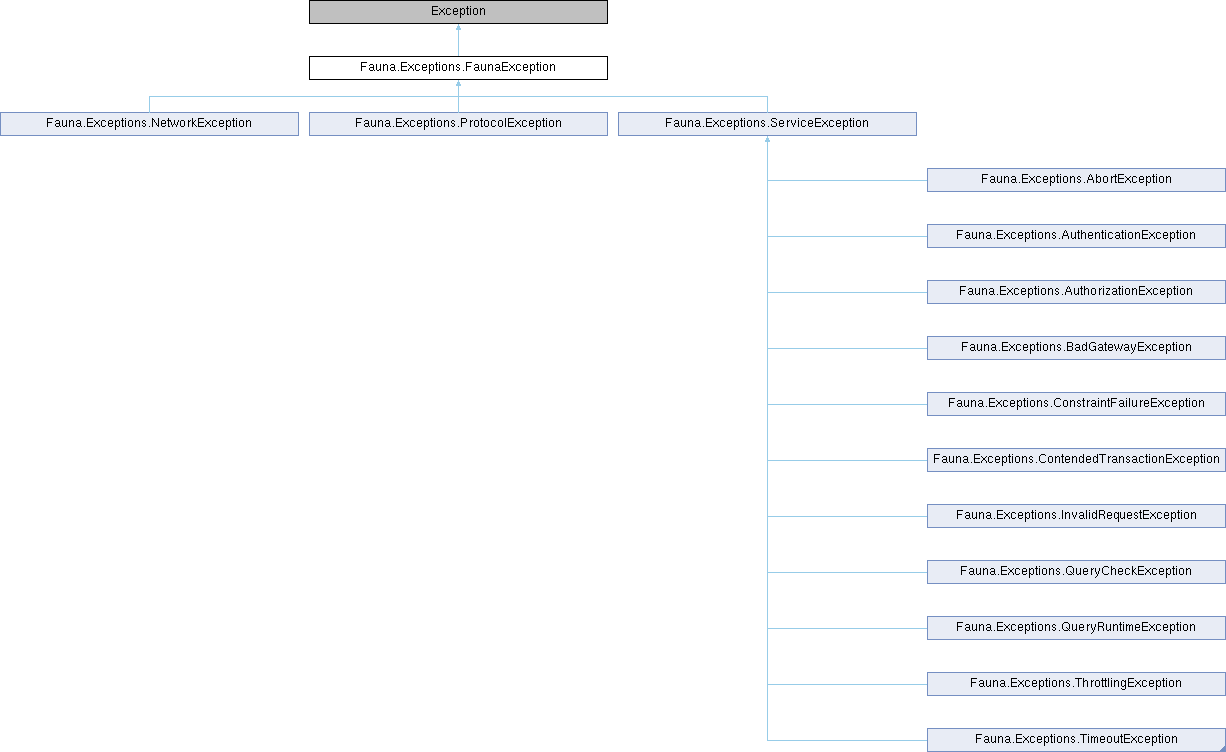 Exception
Fauna.Exceptions.FaunaException
Fauna.Exceptions.NetworkException
Fauna.Exceptions.ProtocolException
Fauna.Exceptions.ServiceException
Fauna.Exceptions.AbortException
Fauna.Exceptions.AuthenticationException
Fauna.Exceptions.AuthorizationException
Fauna.Exceptions.BadGatewayException
Fauna.Exceptions.ConstraintFailureException
Fauna.Exceptions.ContendedTransactionException
Fauna.Exceptions.InvalidRequestException
Fauna.Exceptions.QueryCheckException
Fauna.Exceptions.QueryRuntimeException
Fauna.Exceptions.ThrottlingException
Fauna.Exceptions.TimeoutException